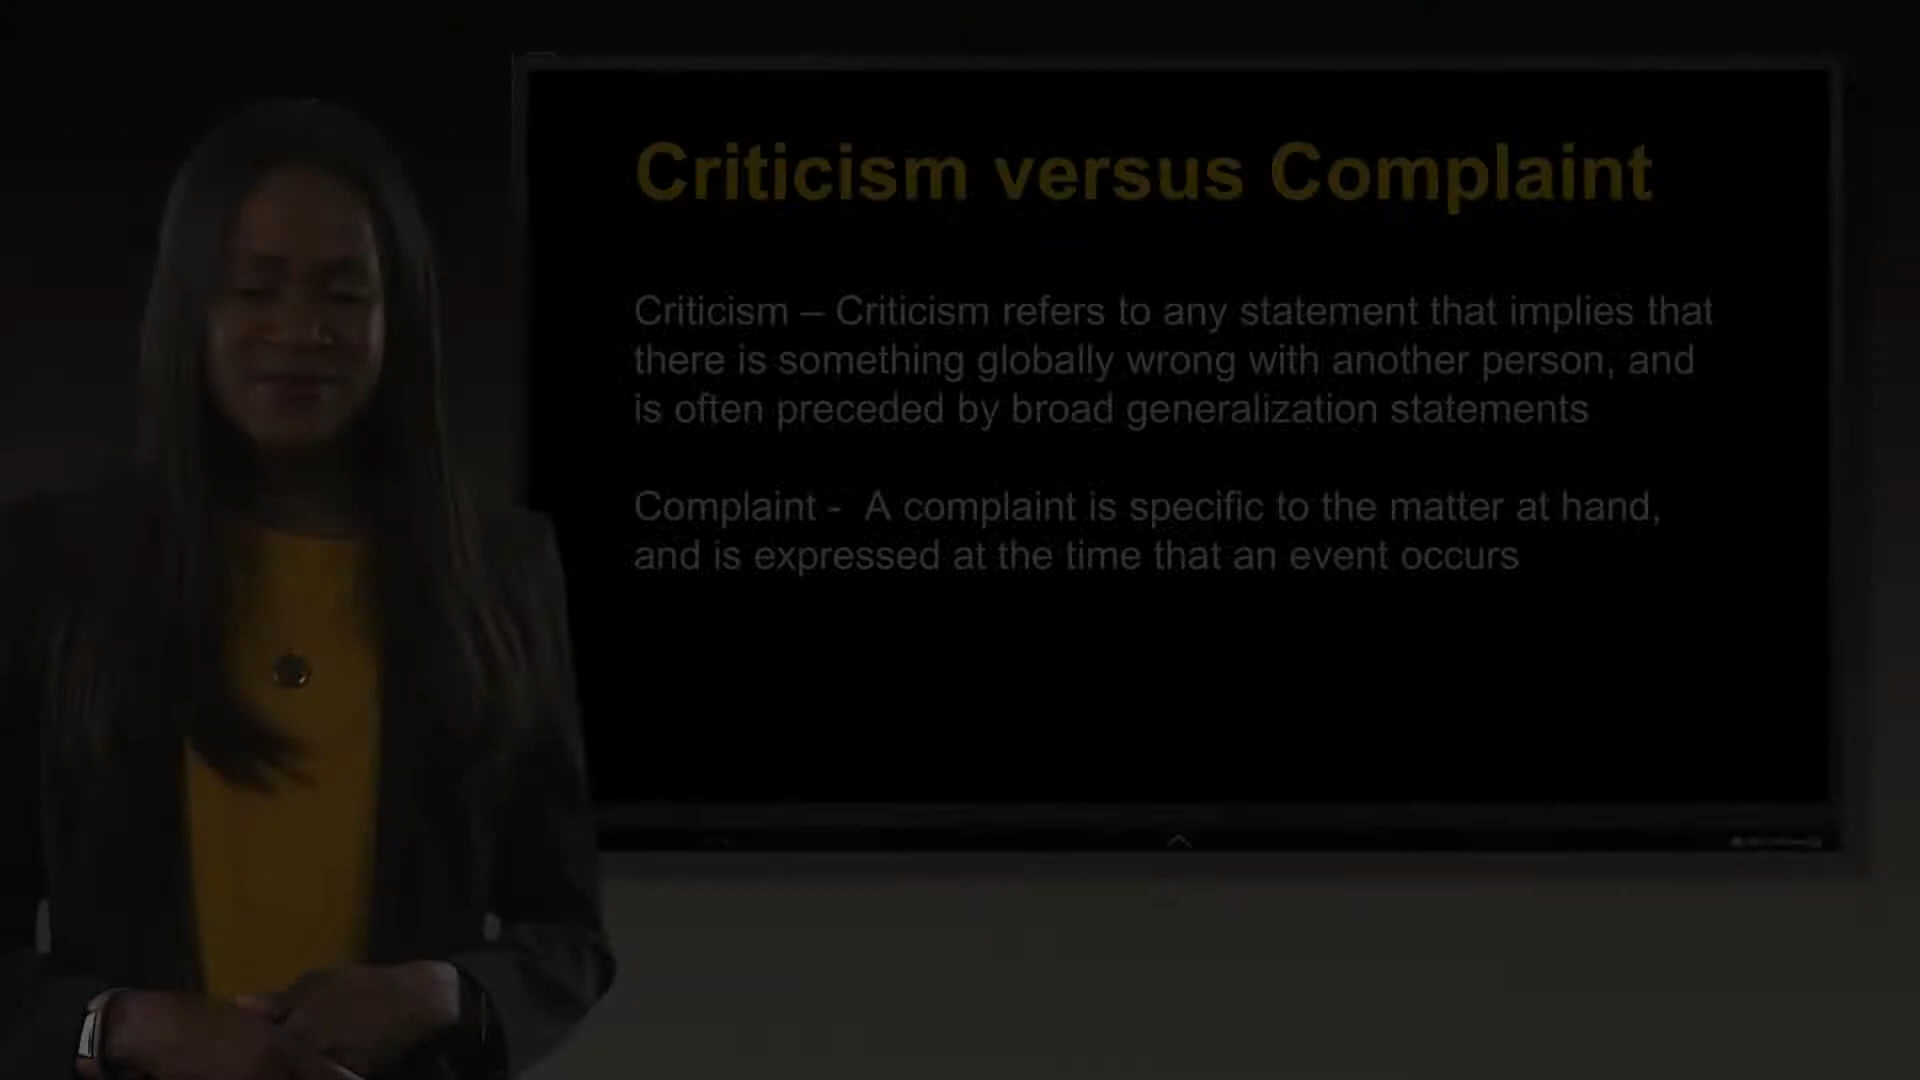 Criticism versus Complaint
Criticism – Criticism refers to any statement that implies that
there is something globally wrong with another person, and
is often preceded by broad generalization statements
Complaint -  A complaint is specific to the matter at hand,
and is expressed at the time that an event occurs